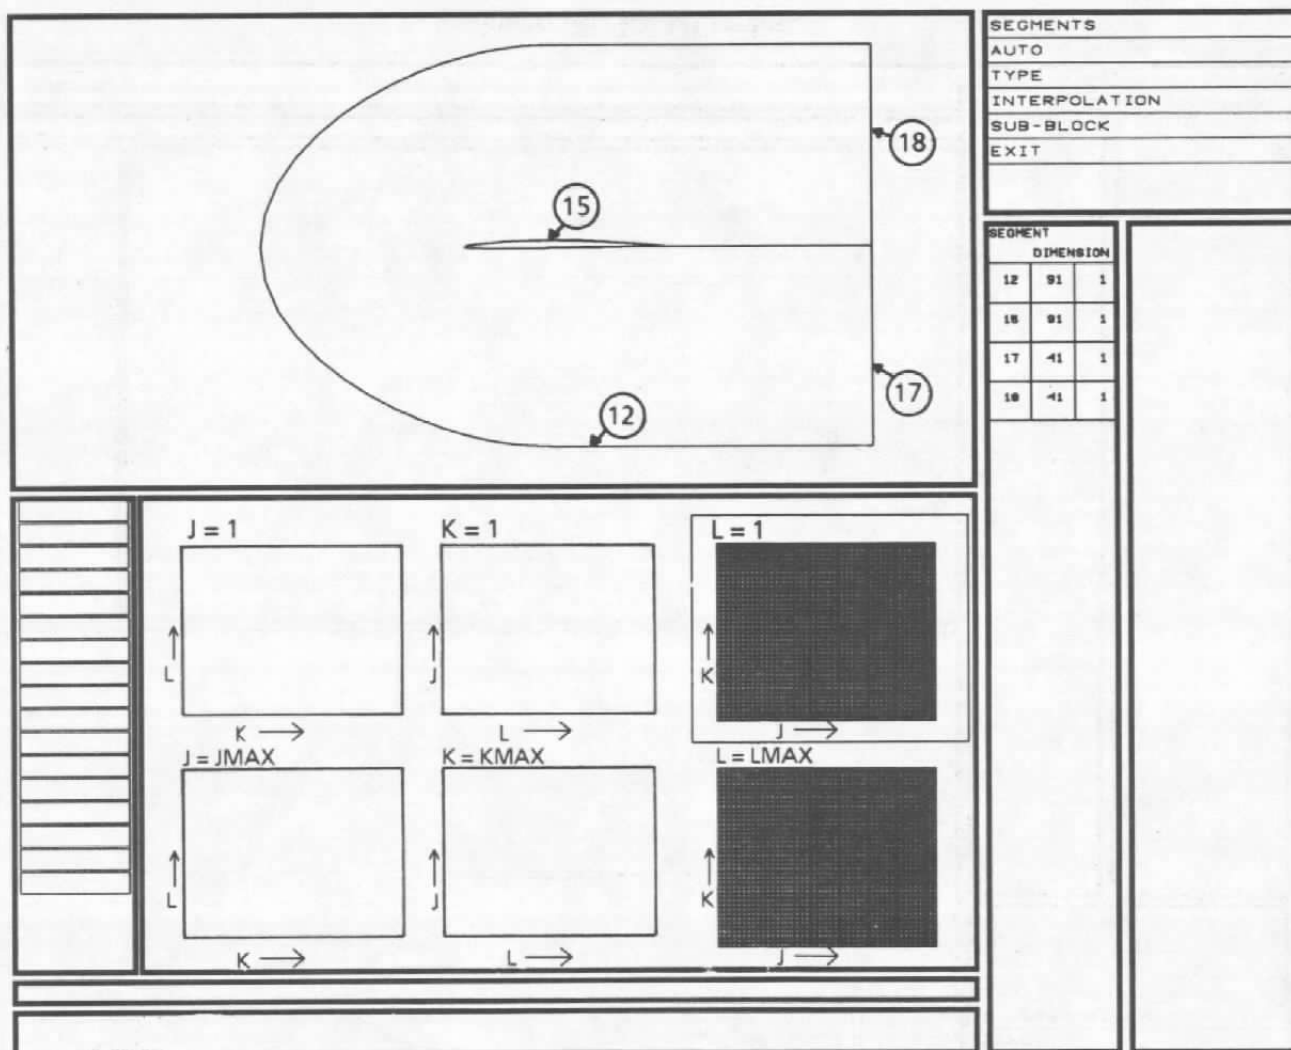 18
15
17
12
SEGMENTS
AUTO
TYPE
INTERPOLATION
SUB-BLOCK
EXIT
SEGMENT
DIMENSION
12 91 1
15 91 1
17 41 1
18 41 1
J = 1
K = 1
L = 1
L
J
K
K
L
J
J = JMAX
K = KMAX
L = LMAX
L
J
K
K
L
J